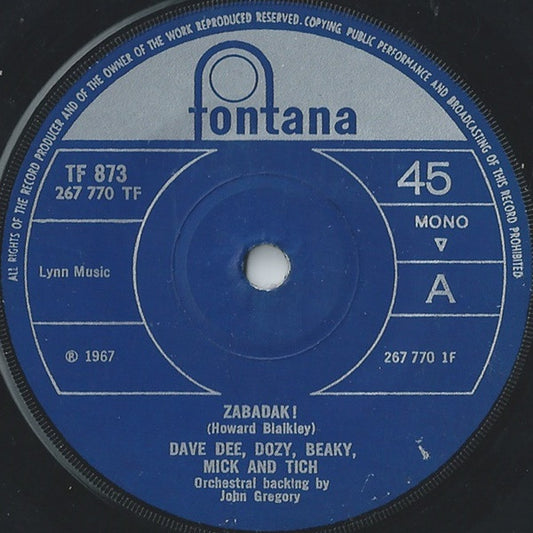 ALL RIGHTS OF THE RECORD PRODUCER AND OF THE OWNER OF THE WORK REPRODUCED RESERVED. COPYING PUBLIC PERFORMANCE AND BROADCASTING OF THIS RECORD PROHIBITED
fontana
TF 873
267 770 TF
45
MONO
A
Lynn Music
℗ 1967
267 770 1F
ZABADAK!
(Howard Blaikley)
DAVE DEE, DOZY, BEAKY,
MICK AND TICH
Orchestral backing by
John Gregory